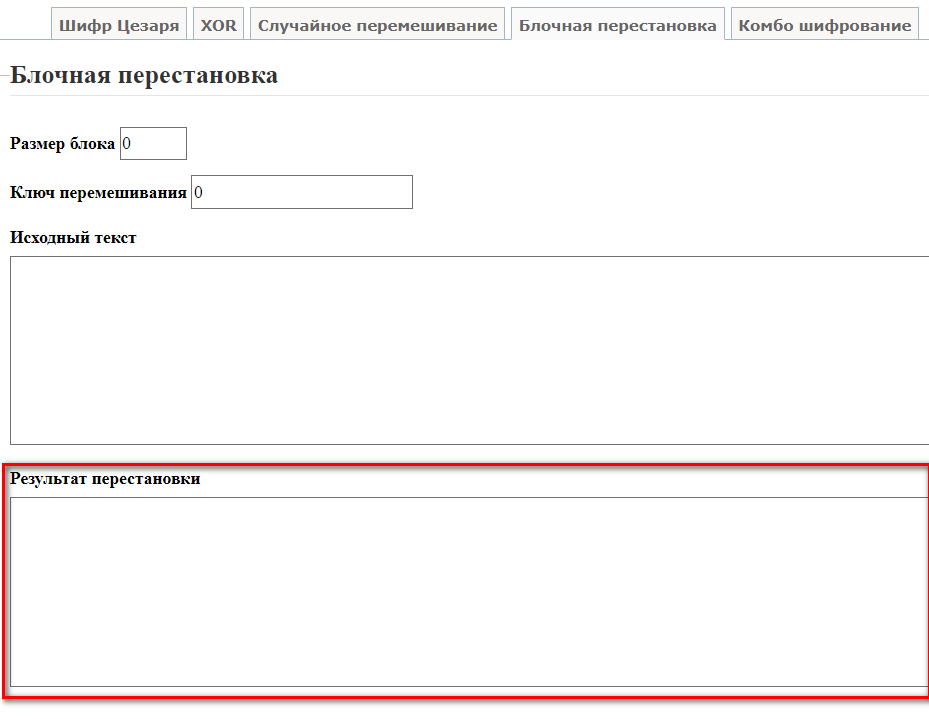 Шифр Цезаря XOR Случайное перемешивание Блочная перестановка Комбо шифрование
Блочная перестановка
Размер блока 0
Ключ перемешивания 0
Исходный текст
Результат перестановки